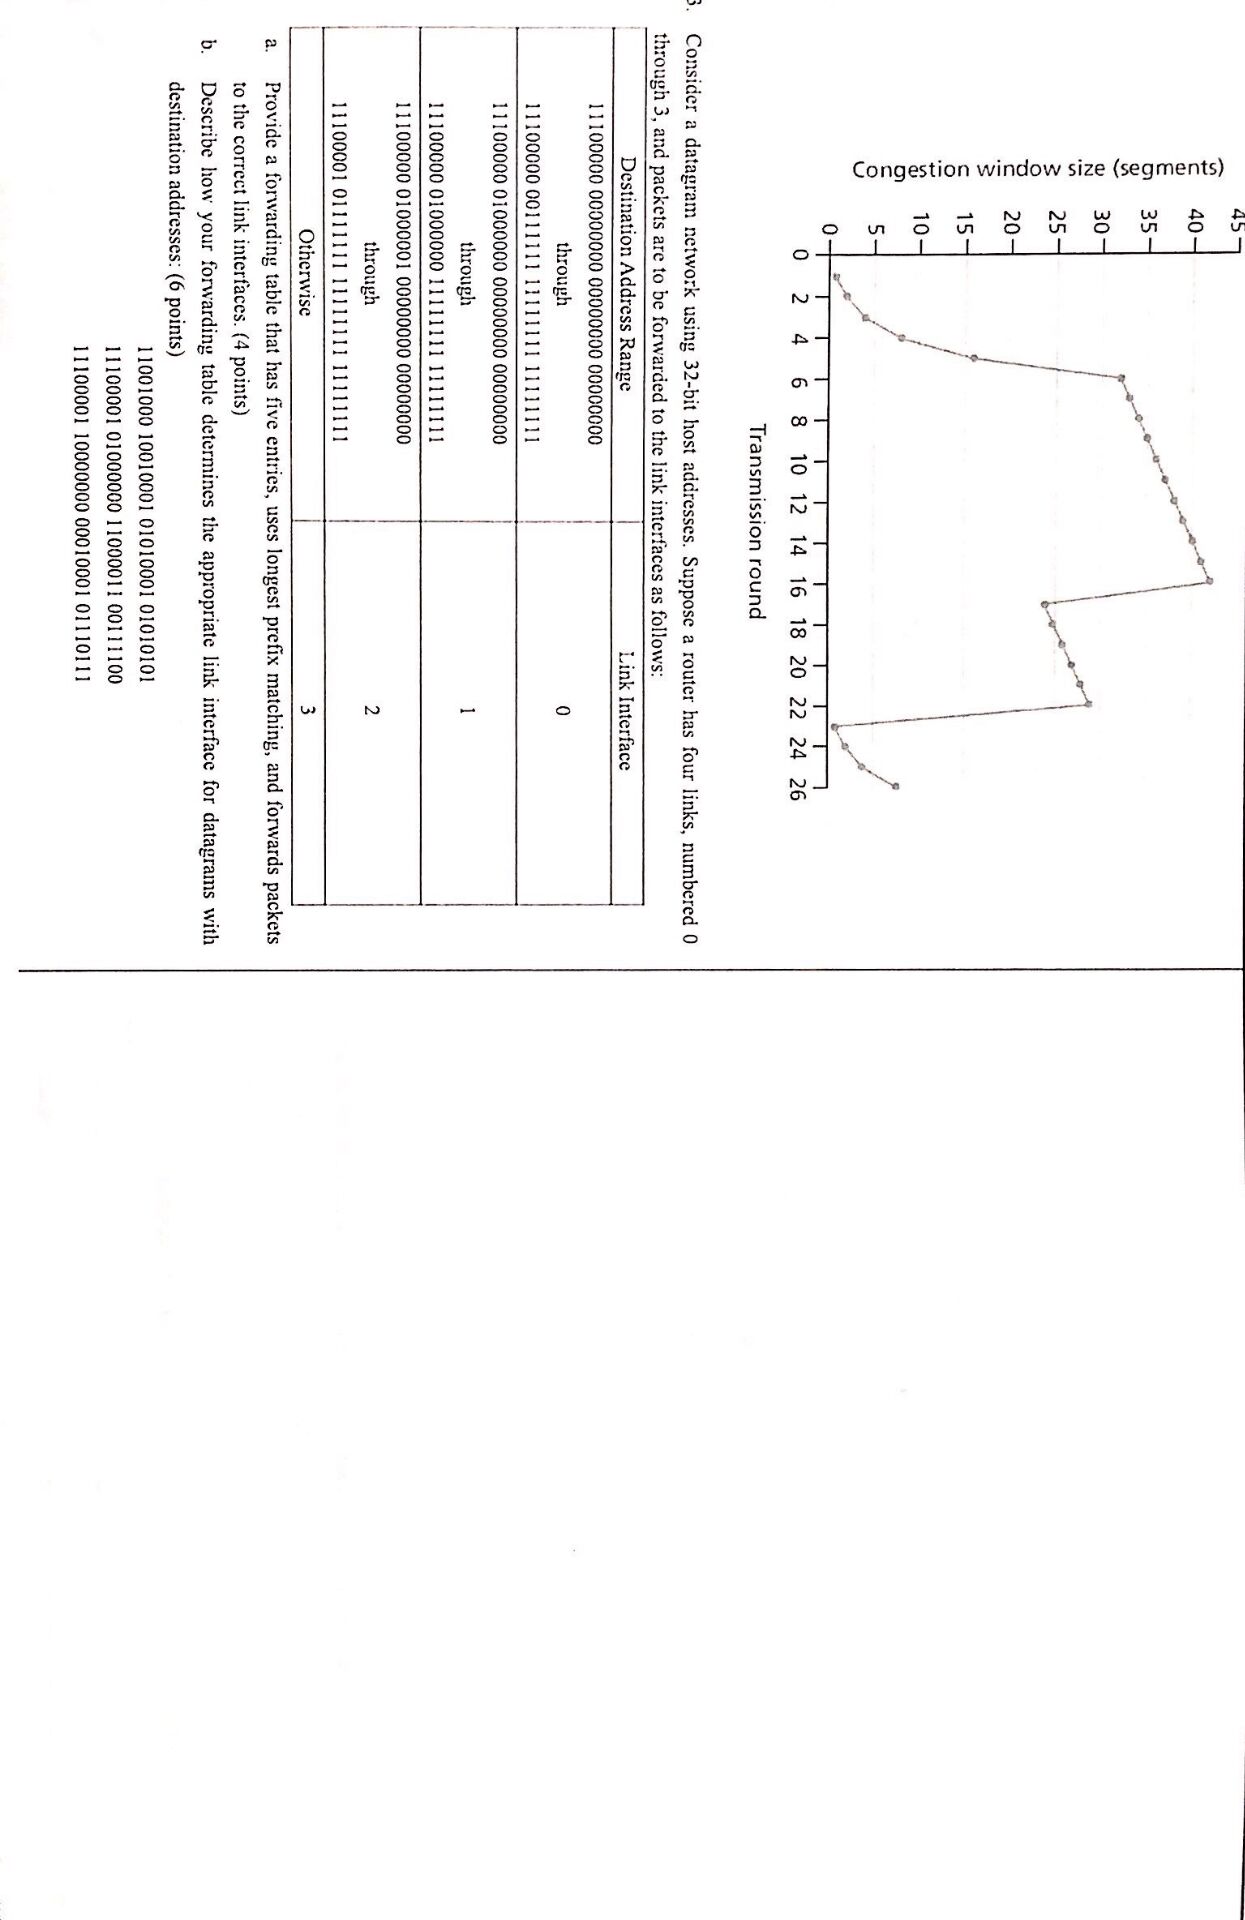 Congestion window size (segments)
45
40
35
30
25
20
15
10
5
0
0 2 4 6 8 10 12 14 16 18 20 22 24 26
Transmission round
3. Consider a datagram network using 32-bit host addresses. Suppose a router has four links, numbered 0
through 3, and packets are to be forwarded to the link interfaces as follows:
Destination Address Range Link Interface
11100000 00000000 00000000 00000000
through 0
11100000 00111111 11111111 11111111
11100000 01000000 00000000 00000000
through 1
11100000 01000000 11111111 11111111
11100000 01000001 00000000 00000000
through 2
11100001 01111111 11111111 11111111
Otherwise 3
a. Provide a forwarding table that has five entries, uses longest prefix matching, and forwards packets
to the correct link interfaces. (4 points)
b. Describe how your forwarding table determines the appropriate link interface for datagrams with
destination addresses: (6 points)
11001000 10010001 01010001 01010101
11100001 01000000 11000011 00111100
11100001 10000000 00010001 01110111